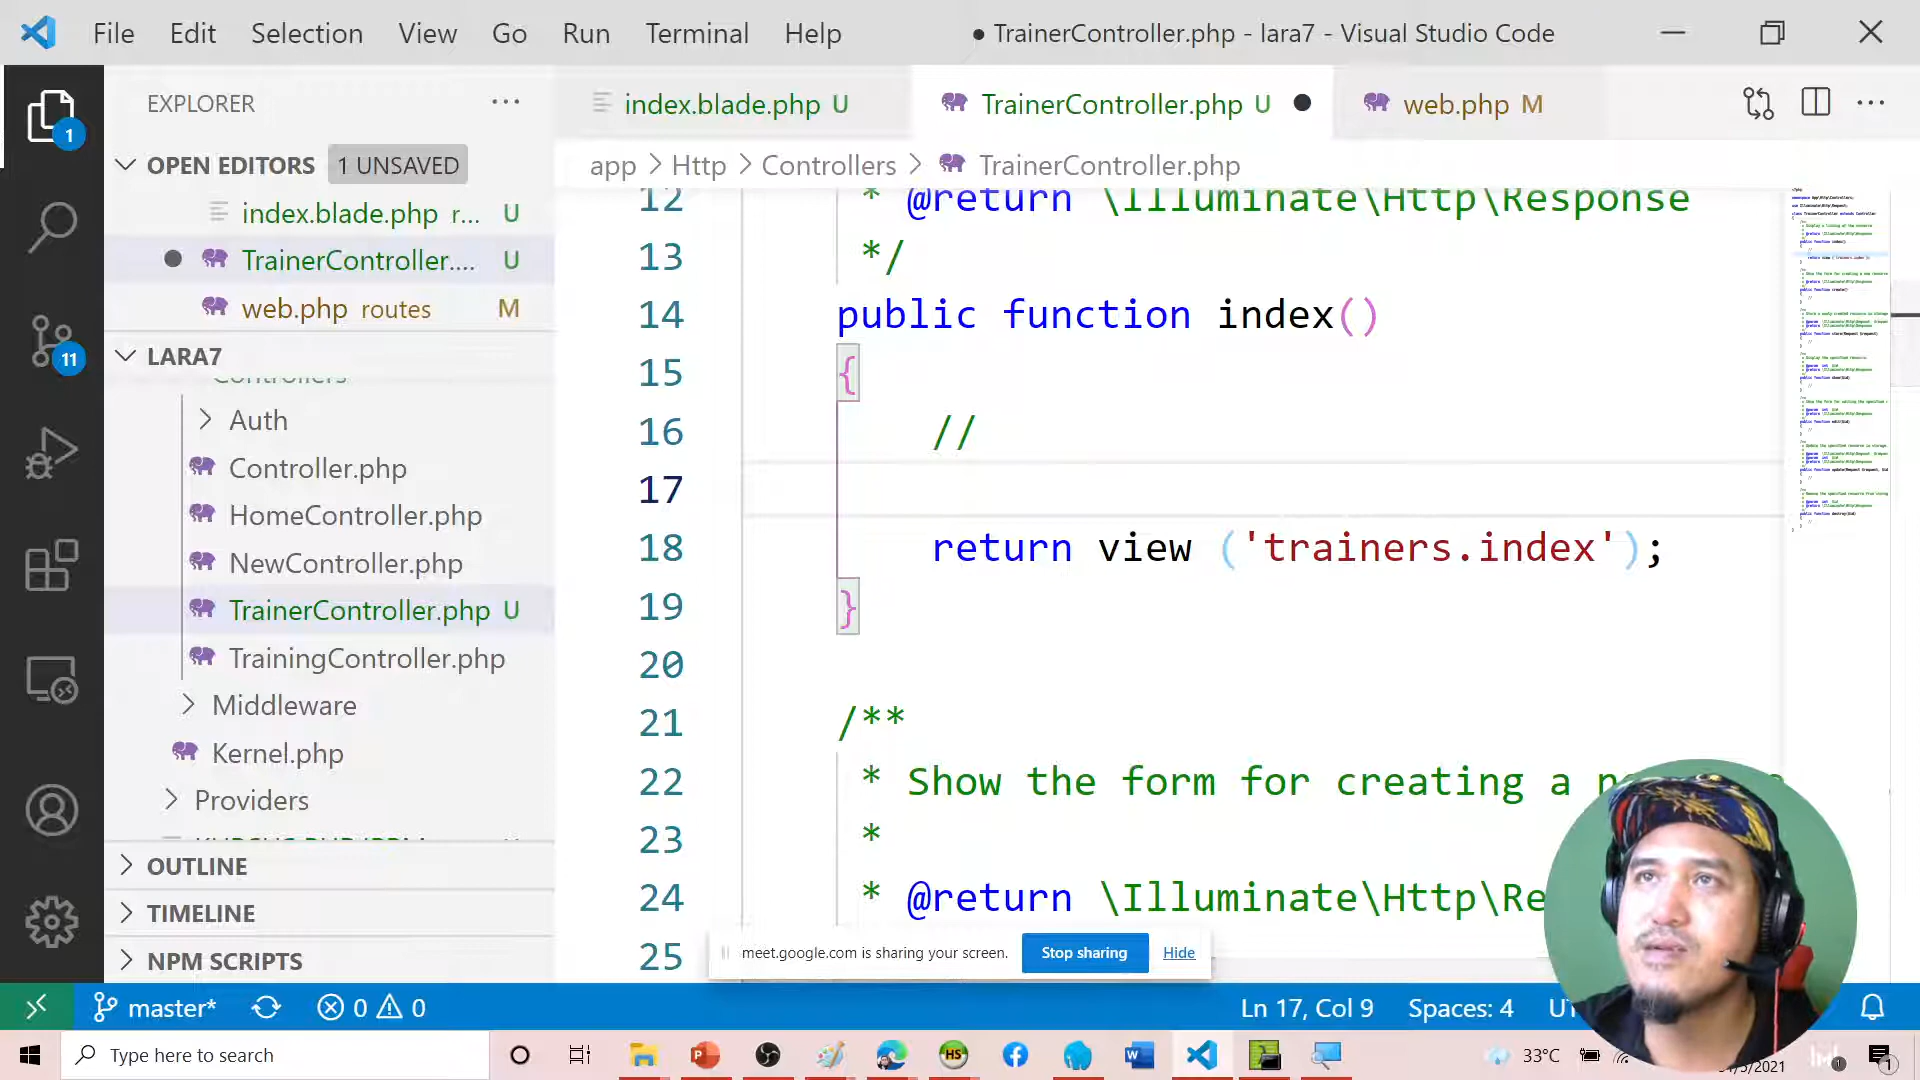 File Edit Selection View Go Run Terminal Help
● TrainerController.php - lara7 - Visual Studio Code
EXPLORER
index.blade.php U
TrainerController.php U
web.php M
OPEN EDITORS 1 UNSAVED
app > Http > Controllers > TrainerController.php
index.blade.php r... U
TrainerController.... U
web.php routes M
LARA7
Controllers
Auth
Controller.php
HomeController.php
NewController.php
TrainerController.php U
TrainingController.php
Middleware
Kernel.php
Providers
OUTLINE
TIMELINE
NPM SCRIPTS
1
11
12 * @return \Illuminate\Http\Response
13 */
14 public function index()
15 {
16 //
17
18 return view ('trainers.index');
19 }
20
21 /**
22 * Show the form for creating a
23 *
24 * @return \Illuminate\Http\Re
25
meet.google.com is sharing your screen. Stop sharing Hide
master* 0 0
Ln 17, Col 9 Spaces: 4
Type here to search
HS
33°C
1